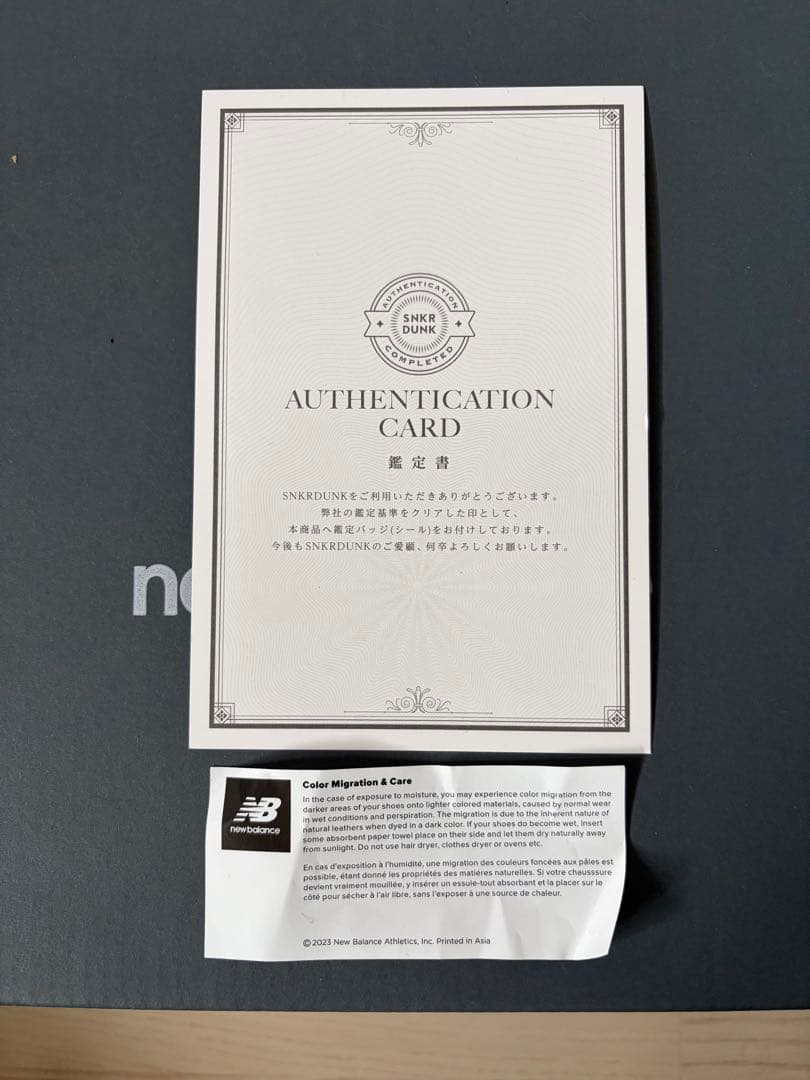 AUTHENTICATION
SNKR
DUNK
COMPLETED
AUTHENTICATION
CARD
鑑定書
SNKRDUNKをご利用いただきありがとうございます。
弊社の鑑定基準をクリアした印として、
本商品へ鑑定バッジ(シール)をお付けしております。
今後もSNKRDUNKのご愛顧、何卒よろしくお願いします。
NB
new balance
Color Migration & Care
In the case of exposure to moisture, you may experience color migration from the
darker areas of your shoes onto lighter colored materials, caused by normal wear
in wet conditions and perspiration. The migration is due to the inherent nature of
natural leathers when dyed in a dark color. If your shoes do become wet, insert
some absorbent paper towel place on their side and let them dry naturally away
from sunlight. Do not use hair dryer, clothes dryer or ovens etc.
En cas d'exposition à l'humidité, une migration des couleurs foncées aux pâles est
possible, étant donné les propriétés des matières naturelles. Si votre chausssure
devient vraiment mouillée, y insérer un essuie-tout absorbant et la placer sur le
côté pour sécher à l'air libre, sans l'exposer à une source de chaleur.
© 2023 New Balance Athletics, Inc. Printed in Asia